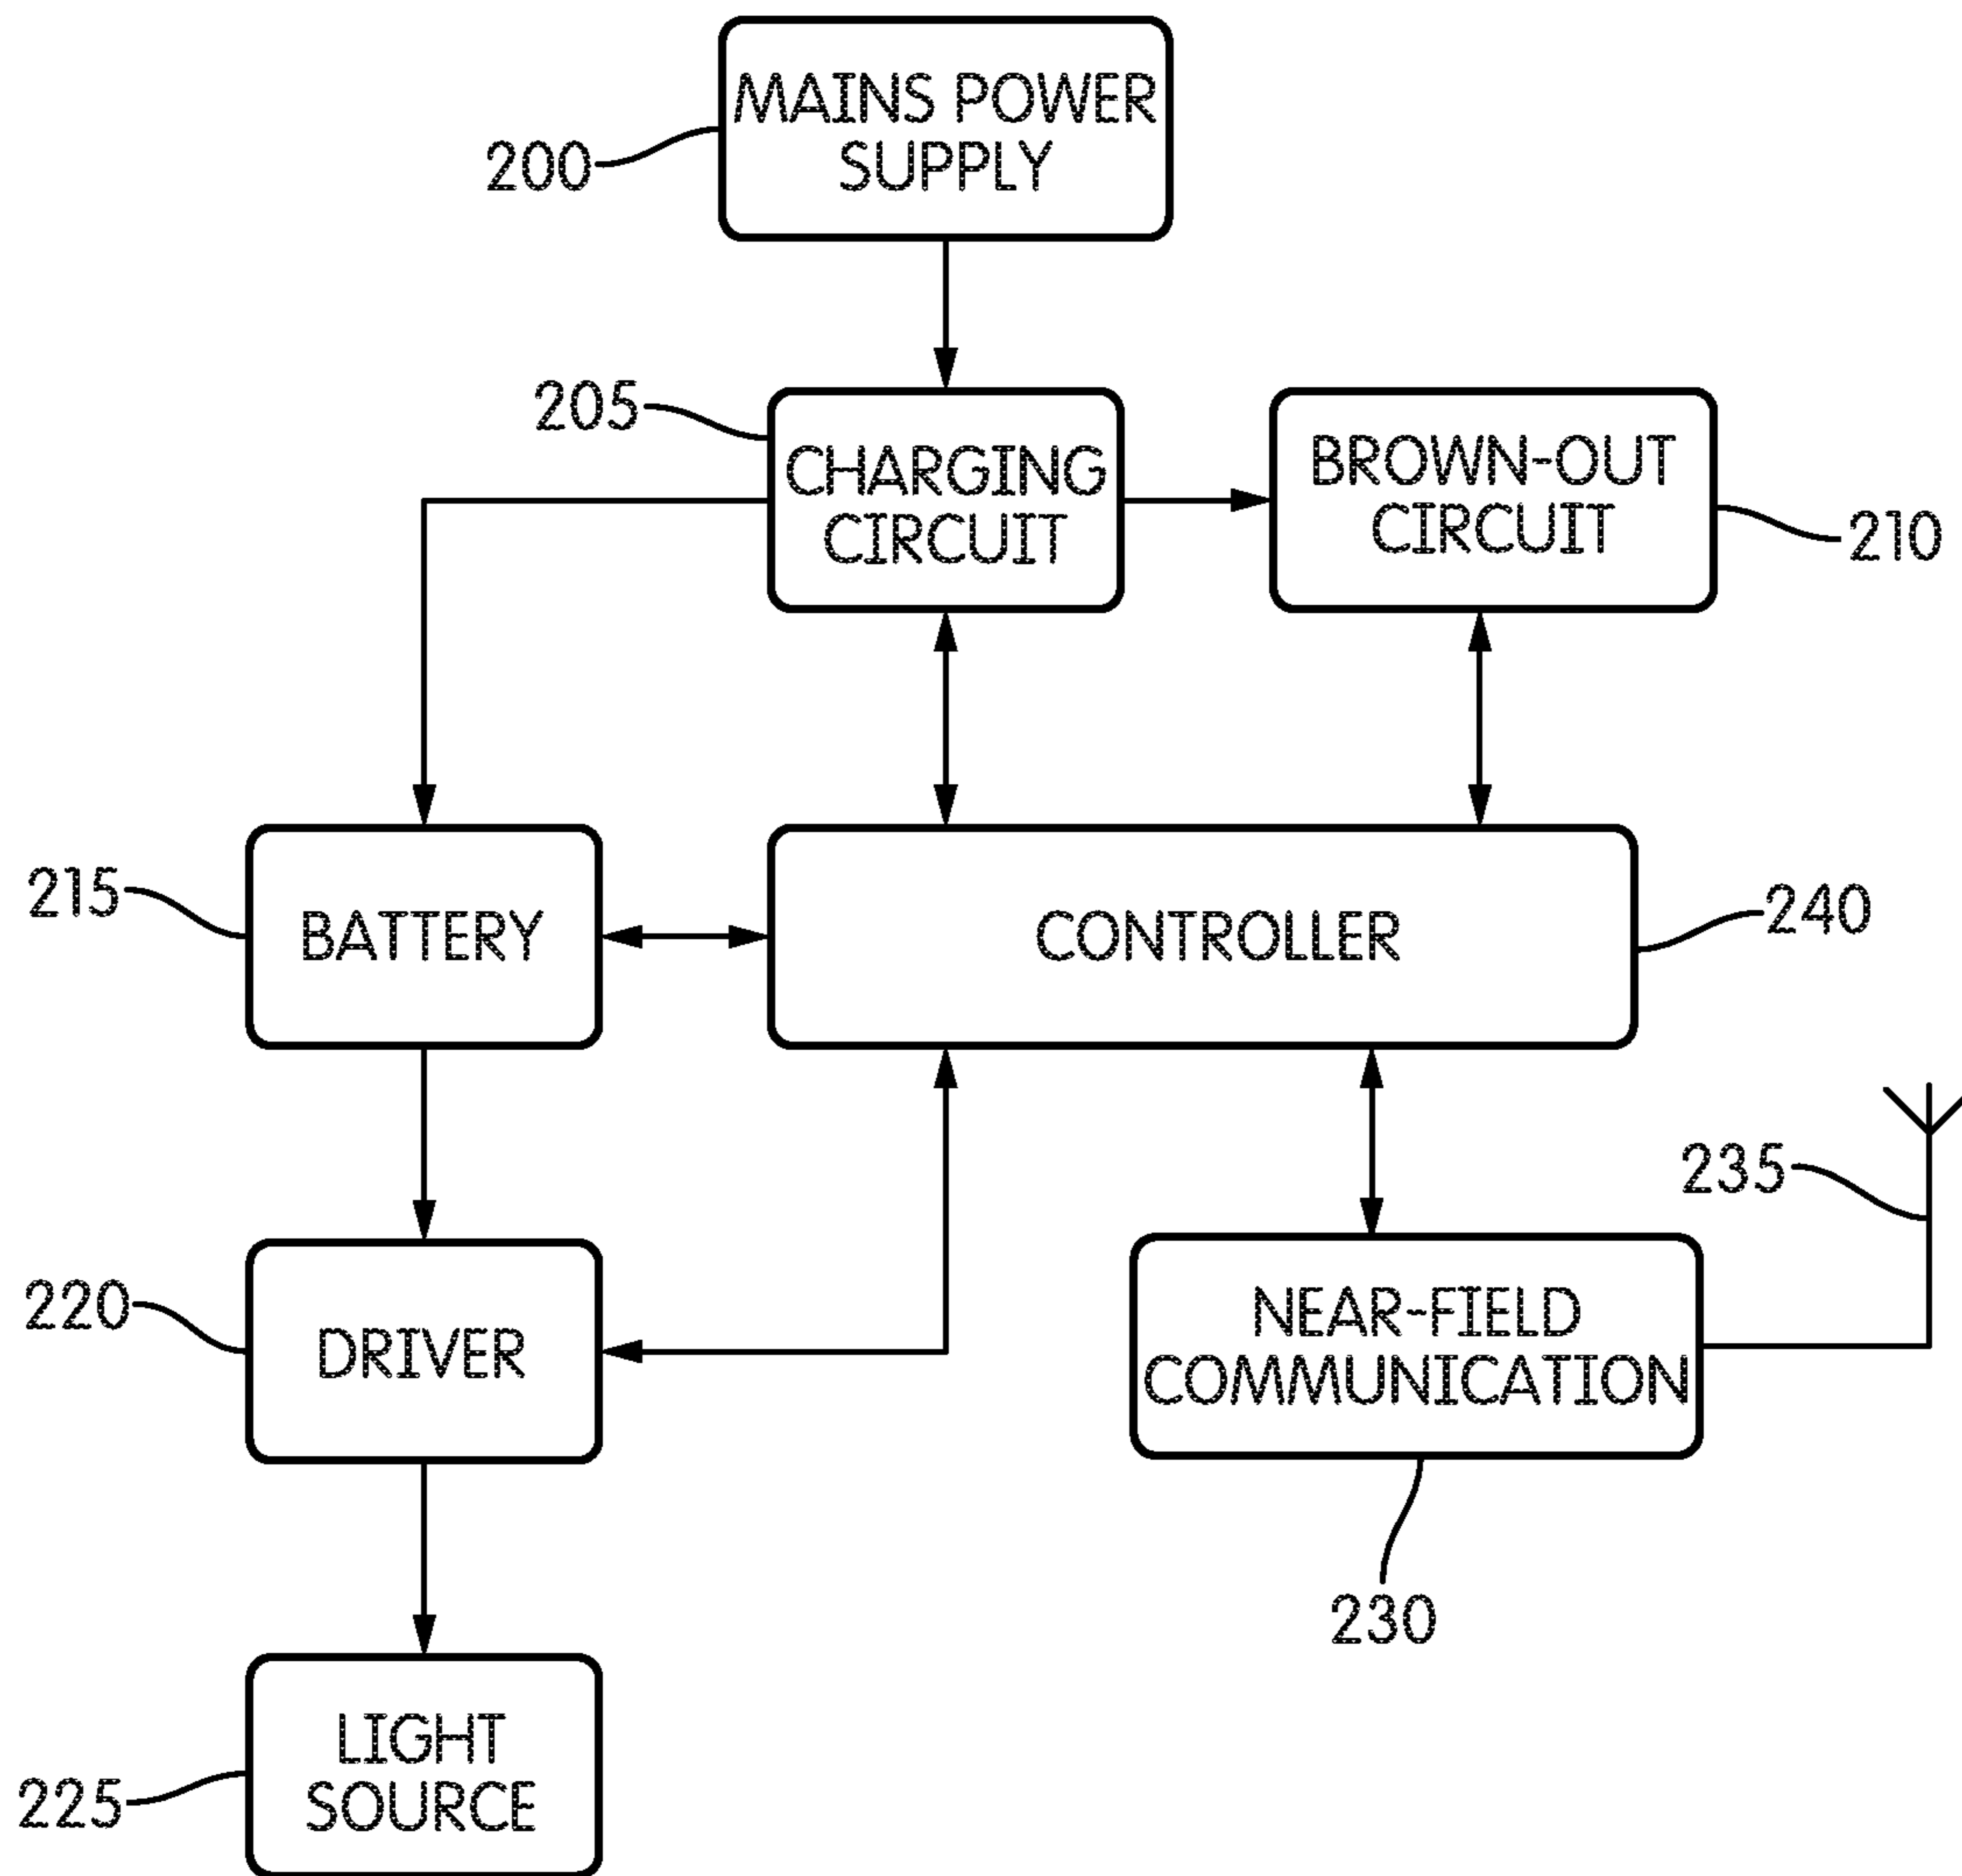 MAINS POWER
SUPPLY
200
205
CHARGING
CIRCUIT
BROWN-OUT
CIRCUIT
210
215
BATTERY
CONTROLLER
240
235
220
DRIVER
NEAR-FIELD
COMMUNICATION
230
LIGHT
SOURCE
225